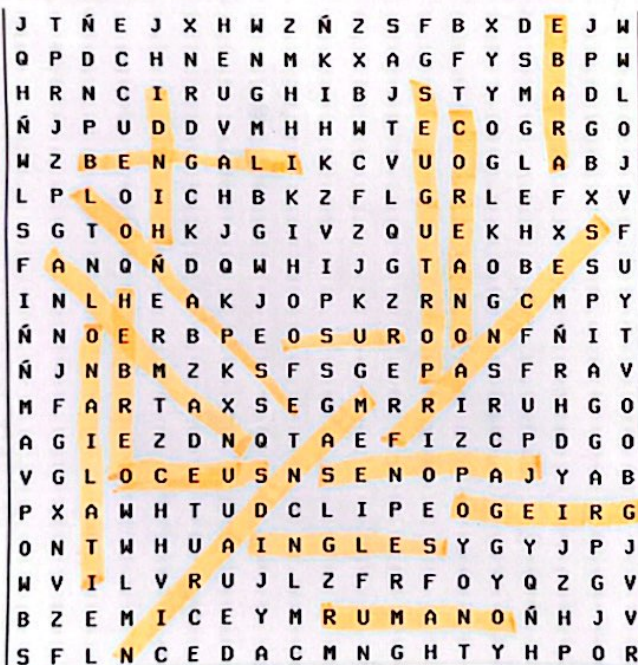 J T Ñ E J X H W Z Ñ Z S F B X D E J W
Q P D C H N E N M K X A G F Y S B P W
H R N C I R U G H I B J S T Y M A D L
Ñ J P U D D V M H H W T E C O G R G O
W Z B E N G A L I K C V U O G L A B J
L P L O I C H B K Z F L G R L E F X V
S G T O H K J G I V Z Q U E K H X S F
F A N Q Ñ D Q W H I J G T A O B E S U
I N L H E A K J O P K Z R N G C M P Y
Ñ N O E R B P E O S U R O O N F Ñ I T
Ñ J N B M Z K S F S G E P A S F R A V
M F A R T A X S E G M R R I R U H G O
A G I E Z D N Q T A E F I Z C P D G O
V G L O C E U S N S E N O P A J Y A B
P X A W H T U D C L I P E O G E I R G
O N T W H U A I N G L E S Y G Y J P J
W V I L V R U J L Z F R F O Y Q Z G V
B Z E M I C E Y M R U M A N O Ñ H J V
S F L N C E D A C M N G H T Y H P O R